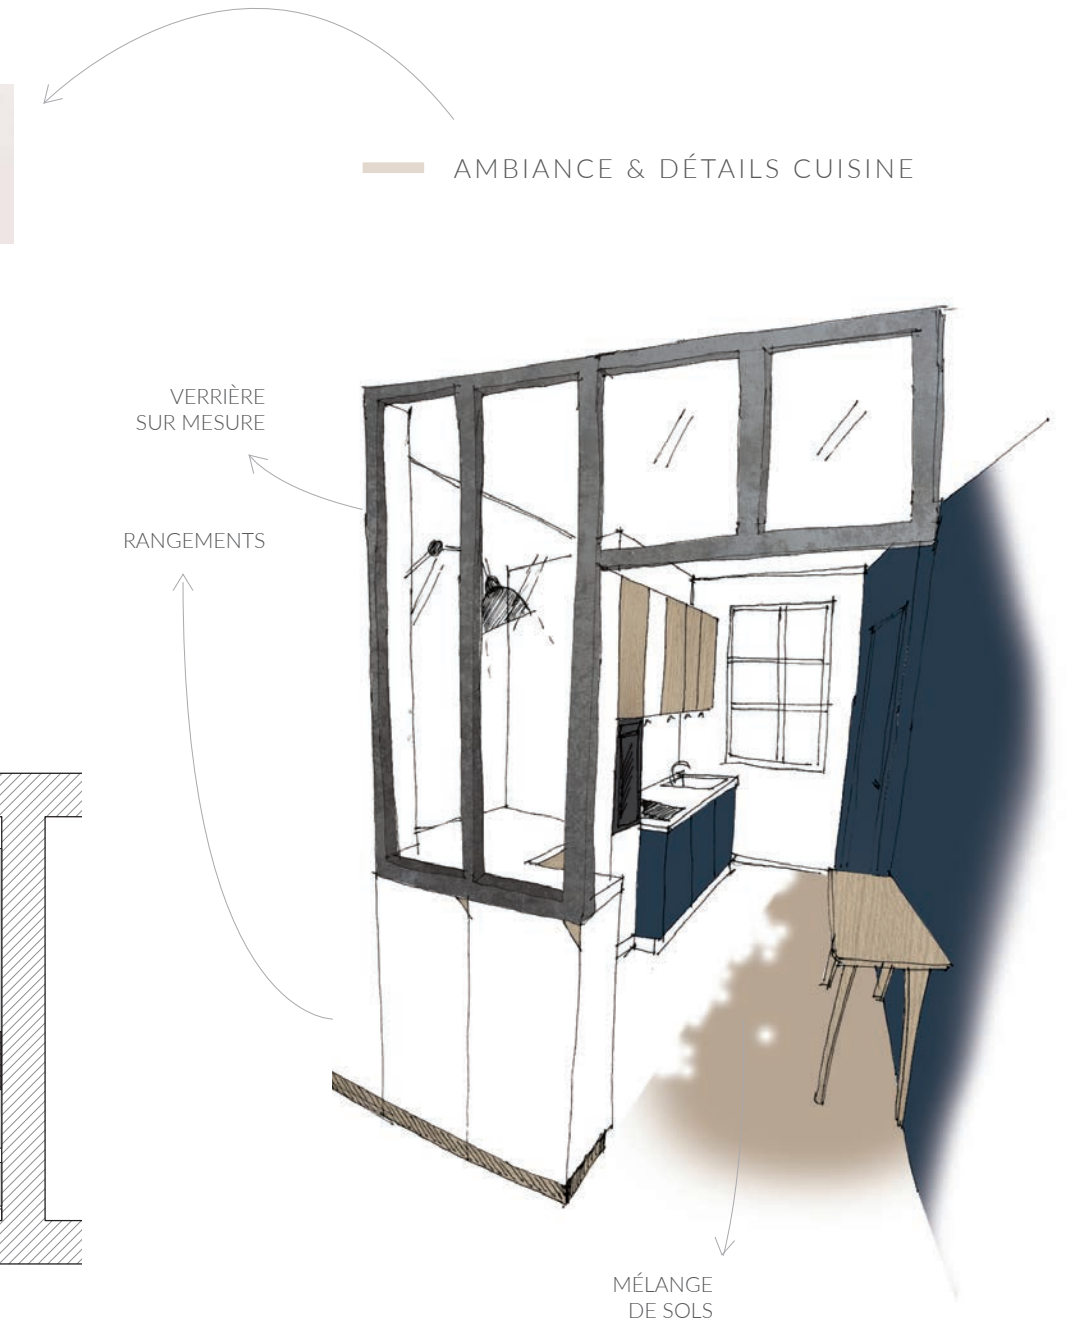 AMBIANCE & DÉTAILS CUISINE
VERRIÈRE
SUR MESURE
RANGEMENTS
MÉLANGE
DE SOLS